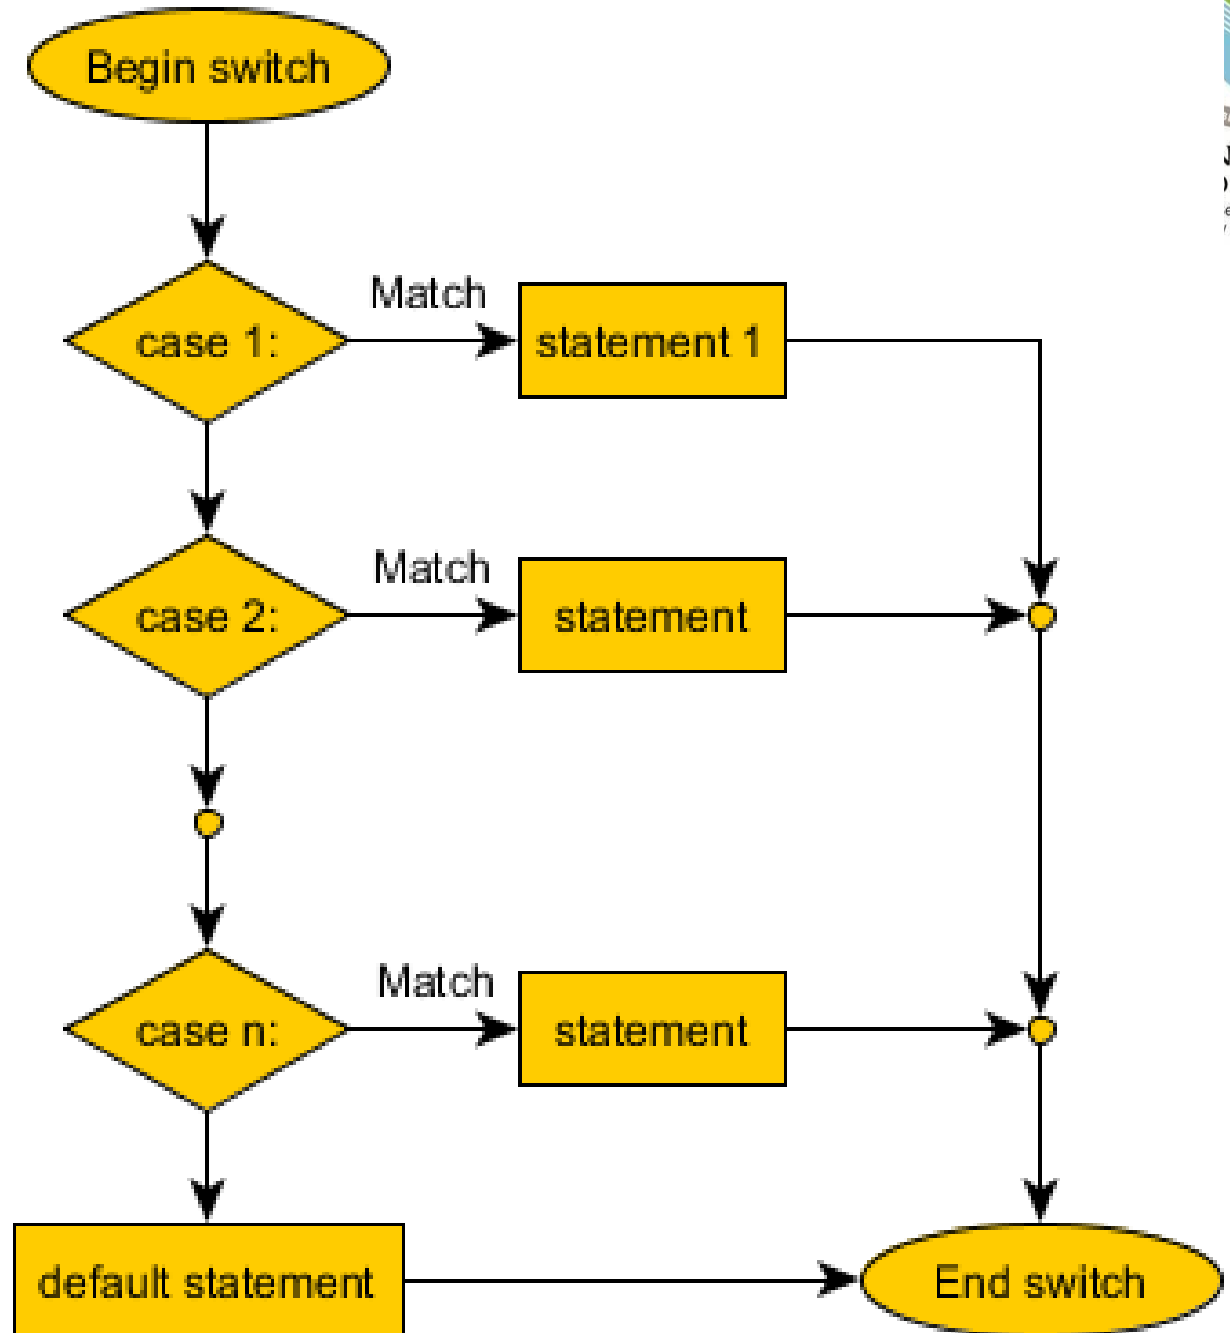 Begin switch
Match
case 1:
statement 1
Match
case 2:
statement
Match
case n:
statement
default statement
End switch